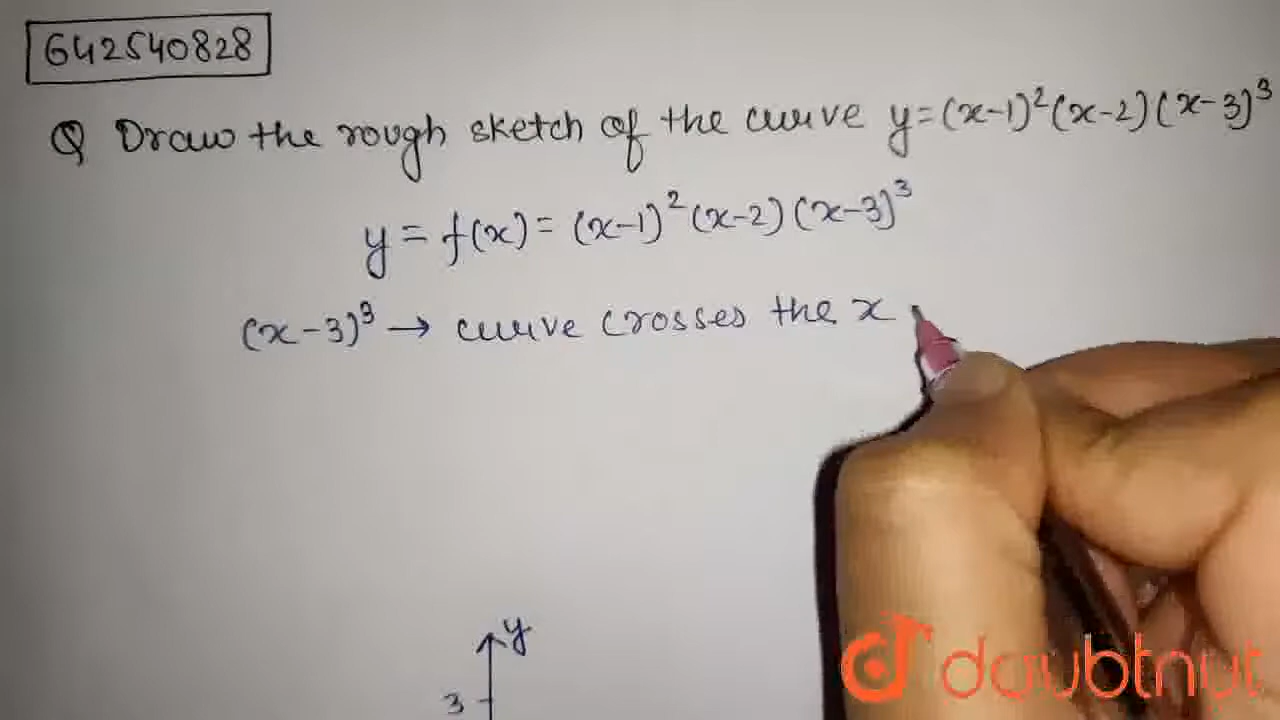 642540828
Q Draw the rough sketch of the curve y=(x-1)²(x-2)(x-3)³
y = f(x) = (x-1)²(x-2)(x-3)³
(x-3)³ → curve crosses the x
y
3
doubtnut